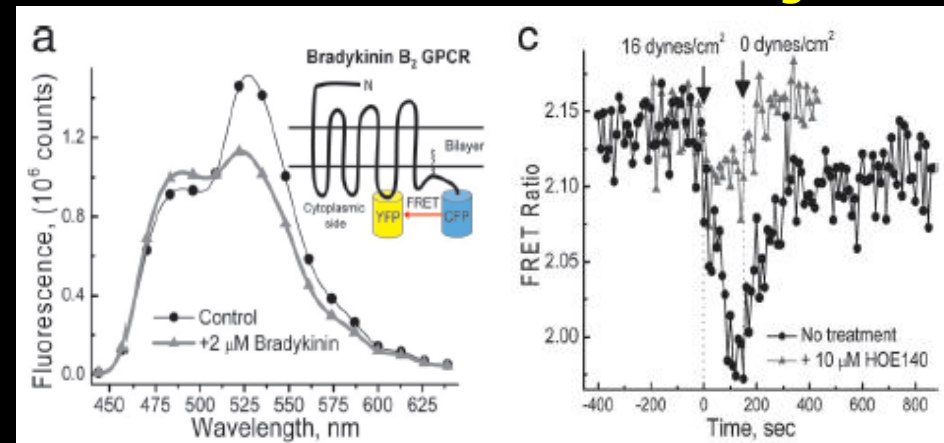 a
Bradykinin B₂ GPCR
N
Bilayer
Cytoplasmic
side
YFP
FRET
CFP
Fluorescence, (10⁶ counts)
1.2
0.8
0.4
0.0
Control
+2 μM Bradykinin
450 475 500 525 550 575 600 625
Wavelength, nm
c
16 dynes/cm² 0 dynes/cm²
FRET Ratio
2.15
2.10
2.05
2.00
No treatment
+ 10 μM HOE140
-400 -200 0 200 400 600 800
Time, sec